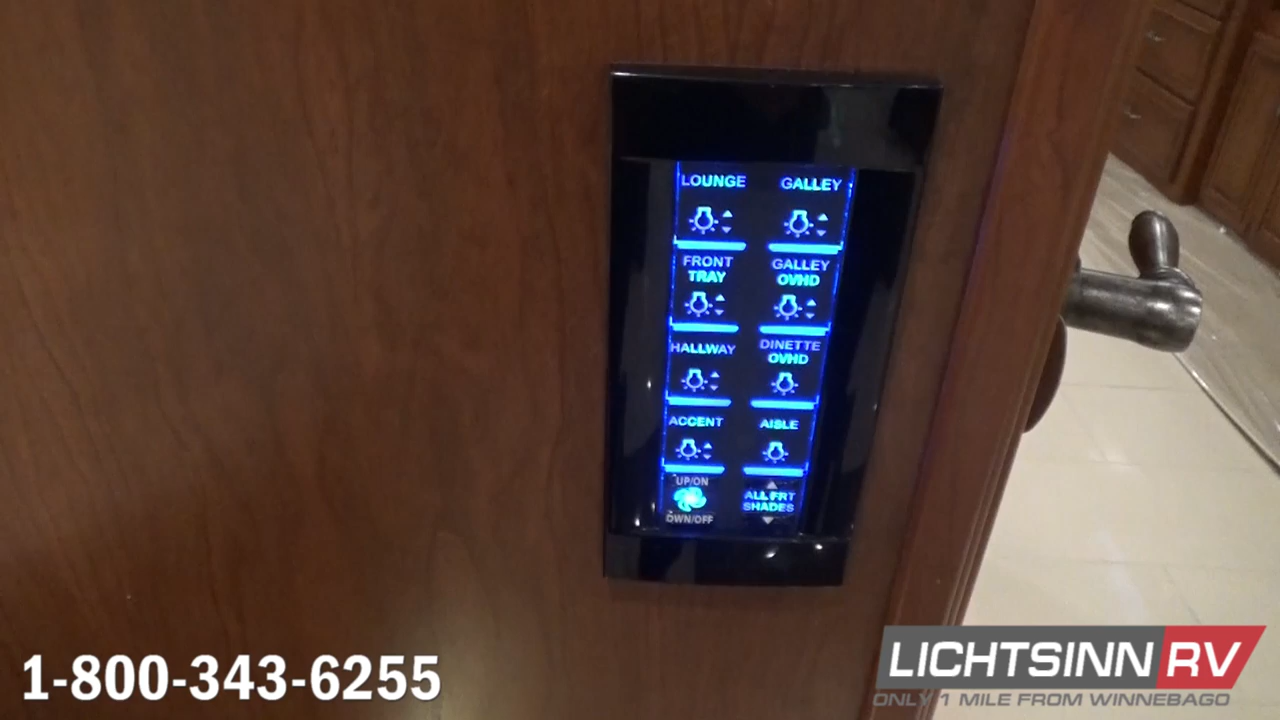 LOUNGE GALLEY
FRONT TRAY
GALLEY OVHD
HALLWAY
DINETTE OVHD
ACCENT AISLE
UP/ON
DWN/OFF
ALL FRT
SHADES
1-800-343-6255
LICHTSINN RV
ONLY 1 MILE FROM WINNEBAGO